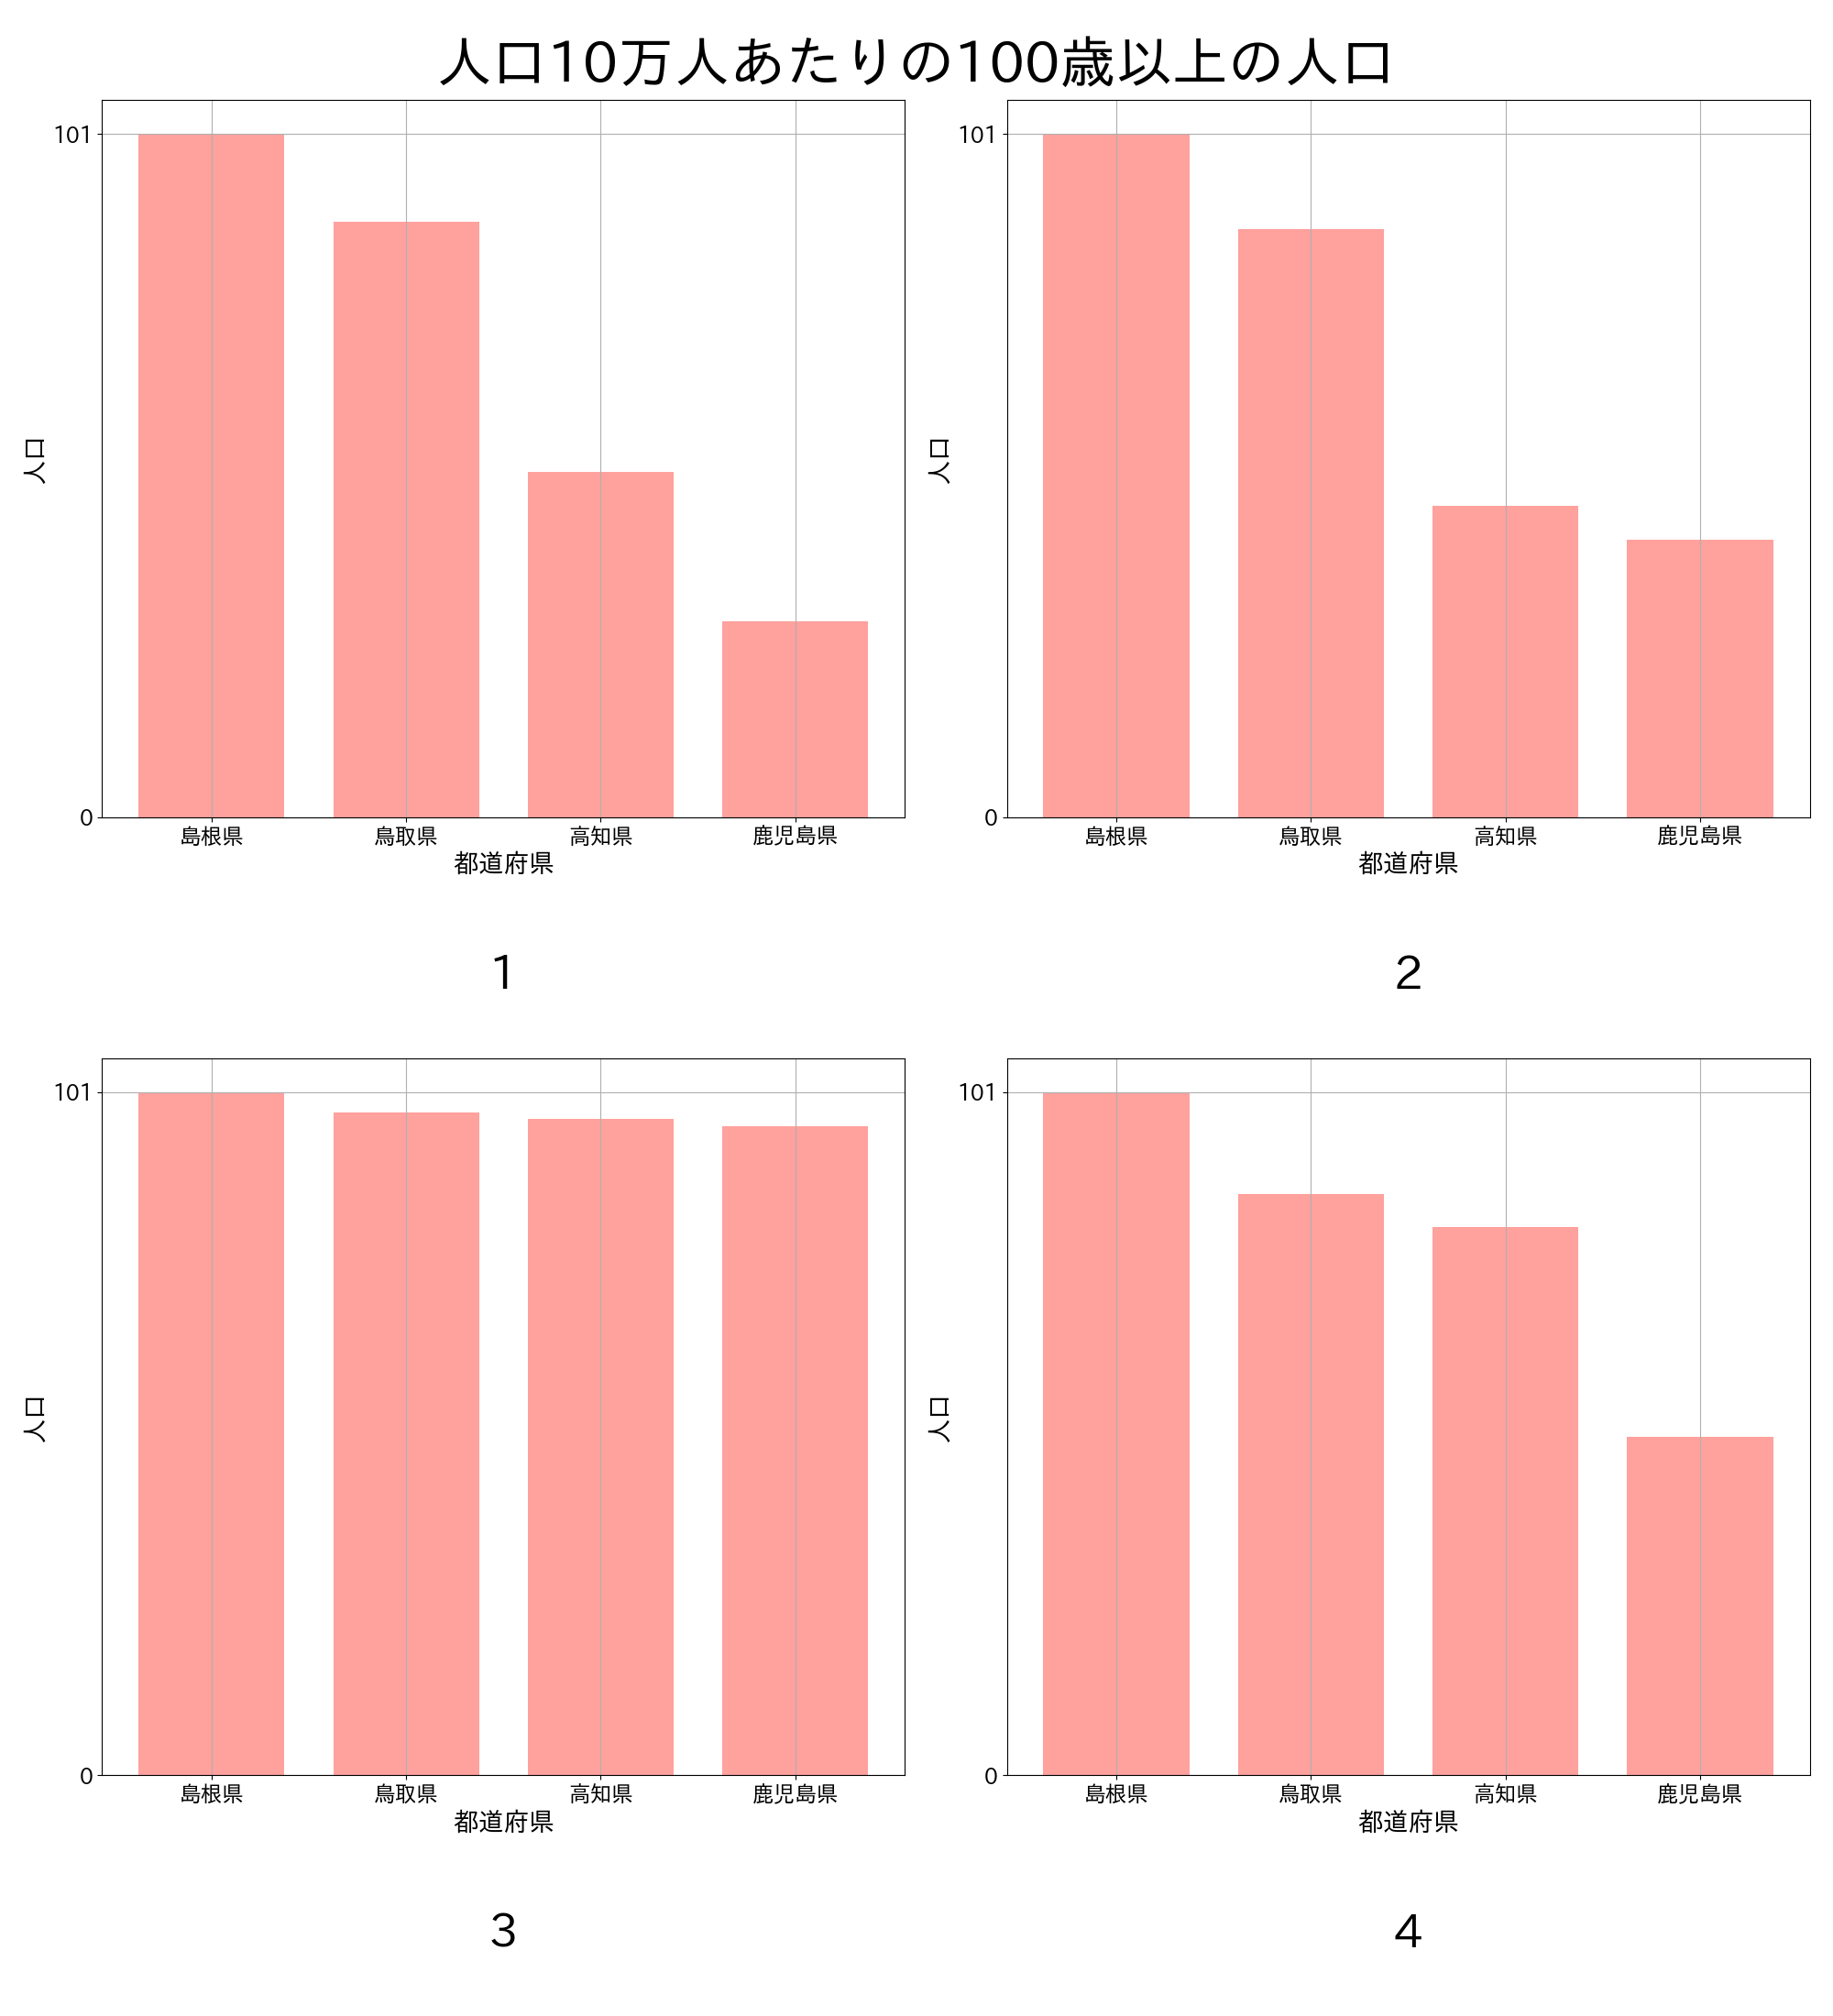 人口10万人あたりの100歳以上の人口
101
0
人口
島根県 鳥取県 高知県 鹿児島県
都道府県
1
101
0
人口
島根県 鳥取県 高知県 鹿児島県
都道府県
2
101
0
人口
島根県 鳥取県 高知県 鹿児島県
都道府県
3
101
0
人口
島根県 鳥取県 高知県 鹿児島県
都道府県
4